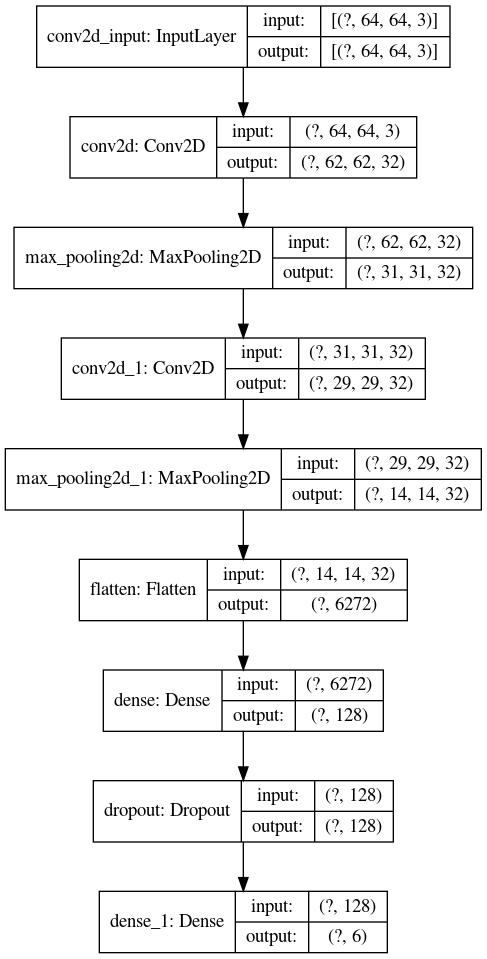 conv2d_input: InputLayer
input:
[(?, 64, 64, 3)]
output:
[(?, 64, 64, 3)]
conv2d: Conv2D
input:
(?, 64, 64, 3)
output:
(?, 62, 62, 32)
max_pooling2d: MaxPooling2D
input:
(?, 62, 62, 32)
output:
(?, 31, 31, 32)
conv2d_1: Conv2D
input:
(?, 31, 31, 32)
output:
(?, 29, 29, 32)
max_pooling2d_1: MaxPooling2D
input:
(?, 29, 29, 32)
output:
(?, 14, 14, 32)
flatten: Flatten
input:
(?, 14, 14, 32)
output:
(?, 6272)
dense: Dense
input:
(?, 6272)
output:
(?, 128)
dropout: Dropout
input:
(?, 128)
output:
(?, 128)
dense_1: Dense
input:
(?, 128)
output:
(?, 6)